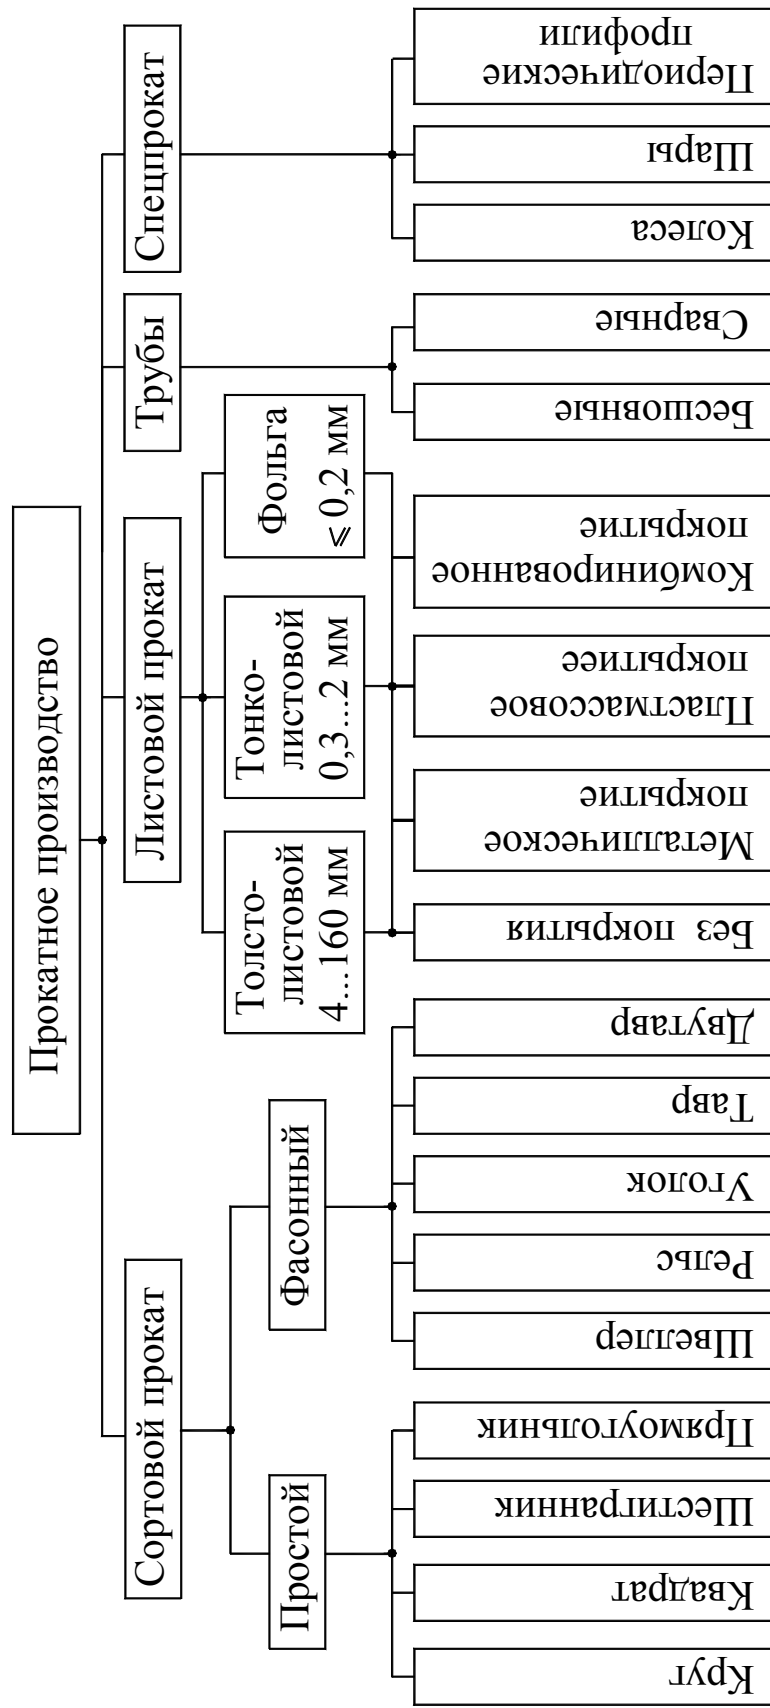 Прокатное производство
Сортовой прокат
Листовой прокат
Трубы
Спецпрокат
Простой
Фасонный
Толсто-
листовой
4...160 мм
Тонко-
листовой
0,3...2 мм
Фольга
⩽ 0,2 мм
Круг
Квадрат
Шестигранник
Прямоугольник
Швеллер
Рельс
Уголок
Тавр
Двутавр
Без покрытия
Металлическое
покрытие
Пластмассовое
покрытиее
Комбинированное
покрытие
Бесшовные
Сварные
Колеса
Шары
Периодические
профили